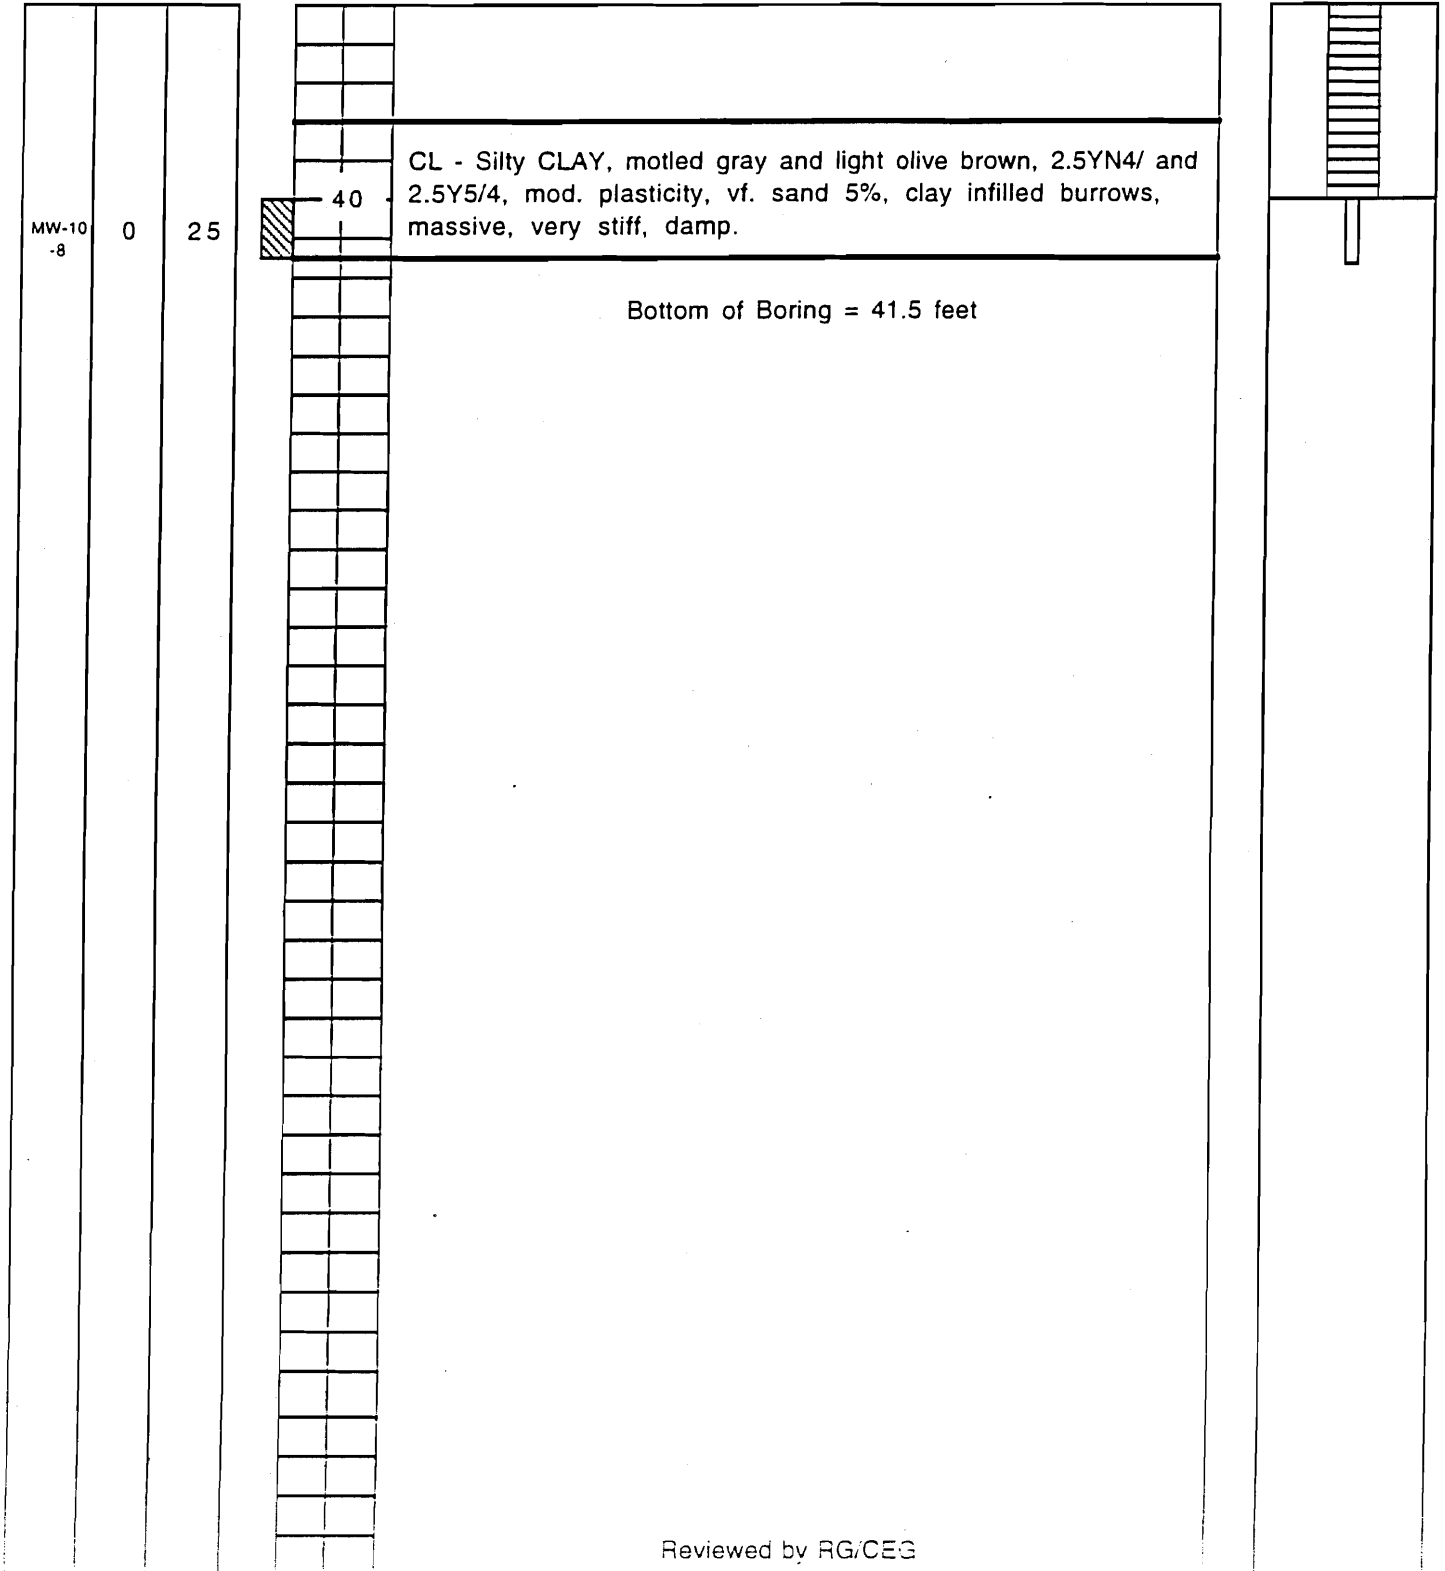 CL - Silty CLAY, motled gray and light olive brown, 2.5YN4/ and
40
2.5Y5/4, mod. plasticity, vf. sand 5%, clay infilled burrows,
MW-10
-8
0
25
massive, very stiff, damp.
Bottom of Boring = 41.5 feet
Reviewed by RG/CEG